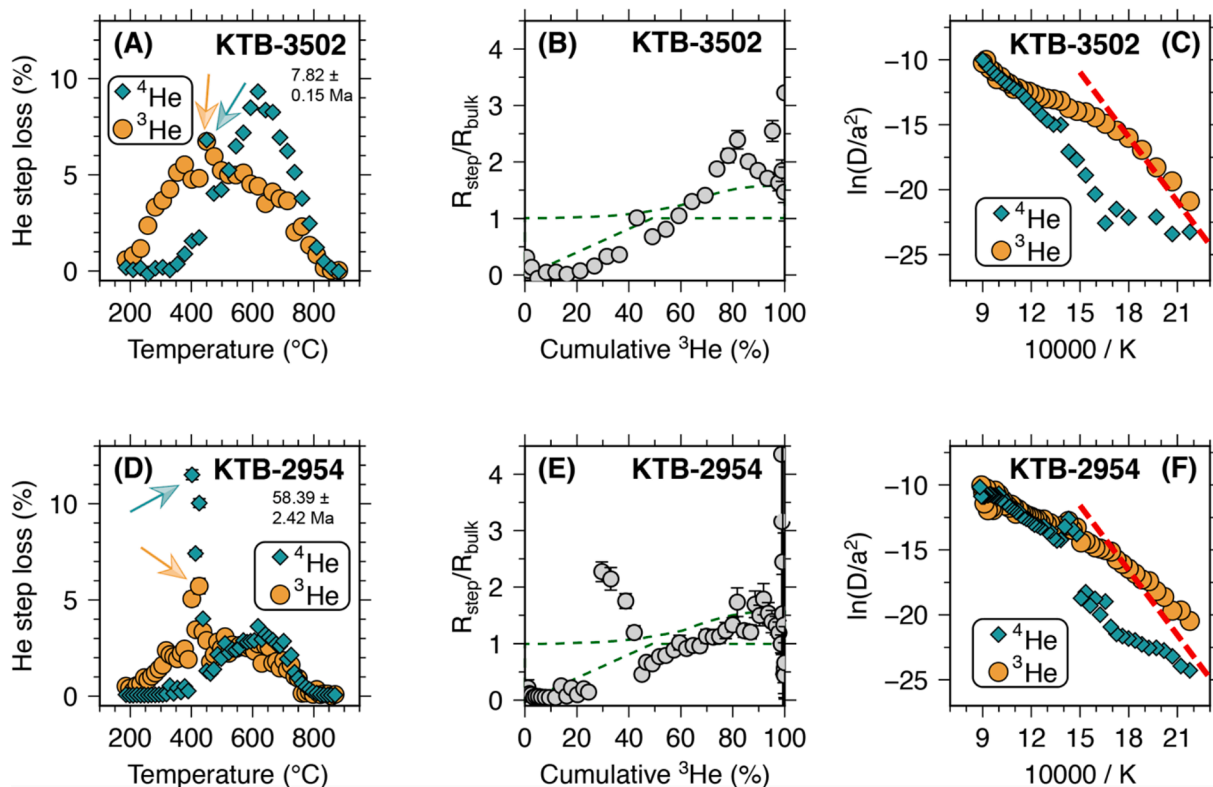 (A) KTB-3502
7.82 ±
0.15 Ma
⁴He
³He
10
5
0
200 400 600 800
He step loss (%)
Temperature (°C)
(B) KTB-3502
4
3
2
1
0
0 20 40 60 80 100
R_step/R_bulk
Cumulative ³He (%)
KTB-3502 (C)
−10
−15
−20
−25
9 12 15 18 21
⁴He
³He
ln(D/a²)
10000 / K
(D) KTB-2954
58.39 ±
2.42 Ma
⁴He
³He
10
5
0
200 400 600 800
He step loss (%)
Temperature (°C)
(E) KTB-2954
4
3
2
1
0
0 20 40 60 80 100
R_step/R_bulk
Cumulative ³He (%)
KTB-2954 (F)
−10
−15
−20
−25
9 12 15 18 21
⁴He
³He
ln(D/a²)
10000 / K